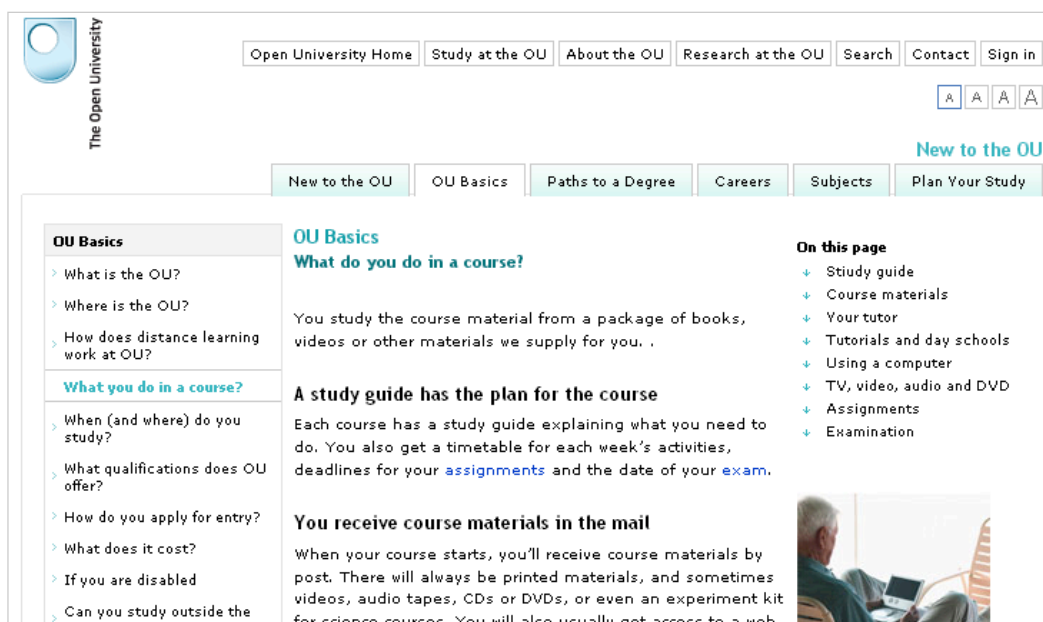 The Open University
Open University Home Study at the OU About the OU Research at the OU Search Contact Sign in
A A A A
New to the OU
New to the OU OU Basics Paths to a Degree Careers Subjects Plan Your Study
OU Basics
What is the OU?
Where is the OU?
How does distance learning
work at OU?
What you do in a course?
When (and where) do you
study?
What qualifications does OU
offer?
How do you apply for entry?
What does it cost?
If you are disabled
Can you study outside the
OU Basics
What do you do in a course?
You study the course material from a package of books,
videos or other materials we supply for you. .
A study guide has the plan for the course
Each course has a study guide explaining what you need to
do. You also get a timetable for each week's activities,
deadlines for your assignments and the date of your exam.
You receive course materials in the mail
When your course starts, you'll receive course materials by
post. There will always be printed materials, and sometimes
videos, audio tapes, CDs or DVDs, or even an experiment kit
for science courses. You will also usually get access to a web
On this page
Stiudy guide
Course materials
Your tutor
Tutorials and day schools
Using a computer
TV, video, audio and DVD
Assignments
Examination